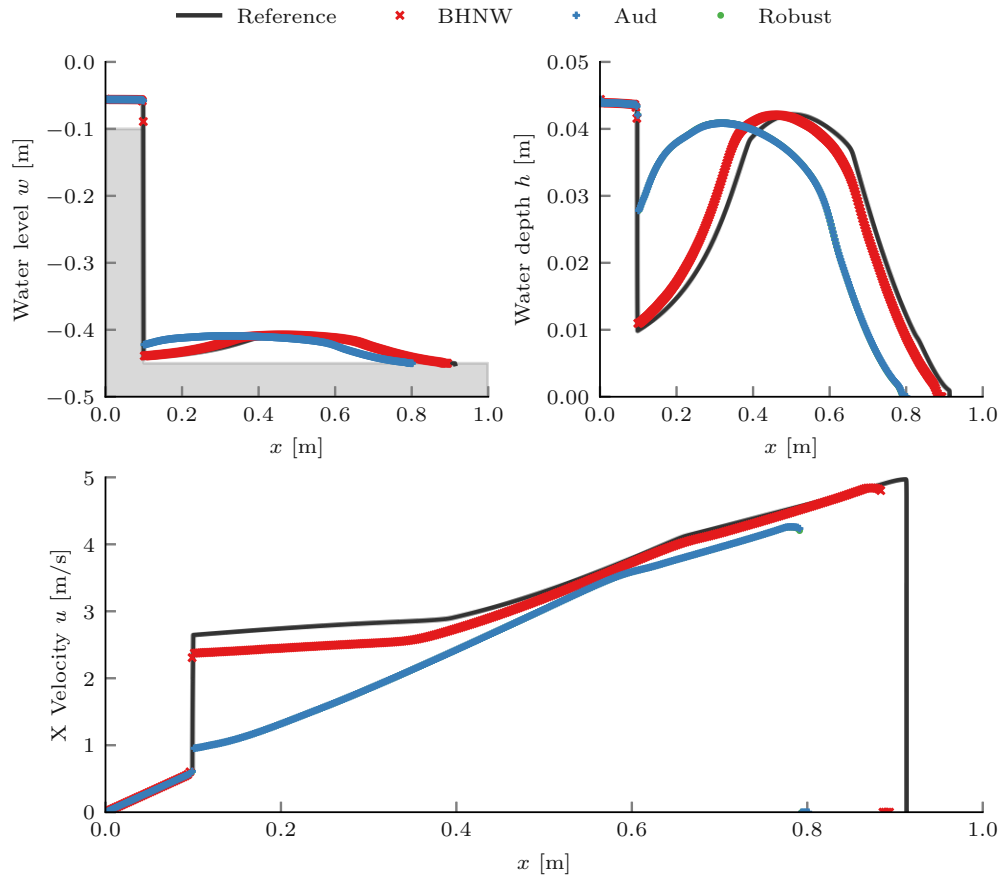 Reference BHNW Aud Robust
0.0
−0.1
−0.2
−0.3
−0.4
−0.5
Water level w [m]
0.0 0.2 0.4 0.6 0.8 1.0
x [m]
0.05
0.04
0.03
0.02
0.01
0.00
Water depth h [m]
0.0 0.2 0.4 0.6 0.8 1.0
x [m]
5
4
3
2
1
0
X Velocity u [m/s]
0.0 0.2 0.4 0.6 0.8 1.0
x [m]